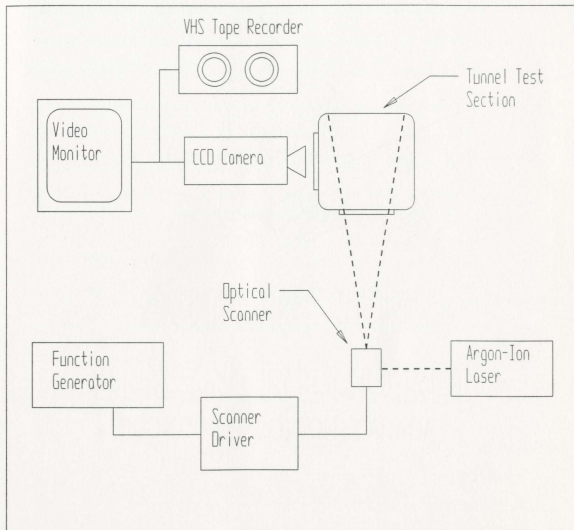 VHS Tape Recorder
Tunnel Test
Section
Video
Monitor
CCD Camera
Optical
Scanner
Function
Generator
Argon-Ion
Laser
Scanner
Driver